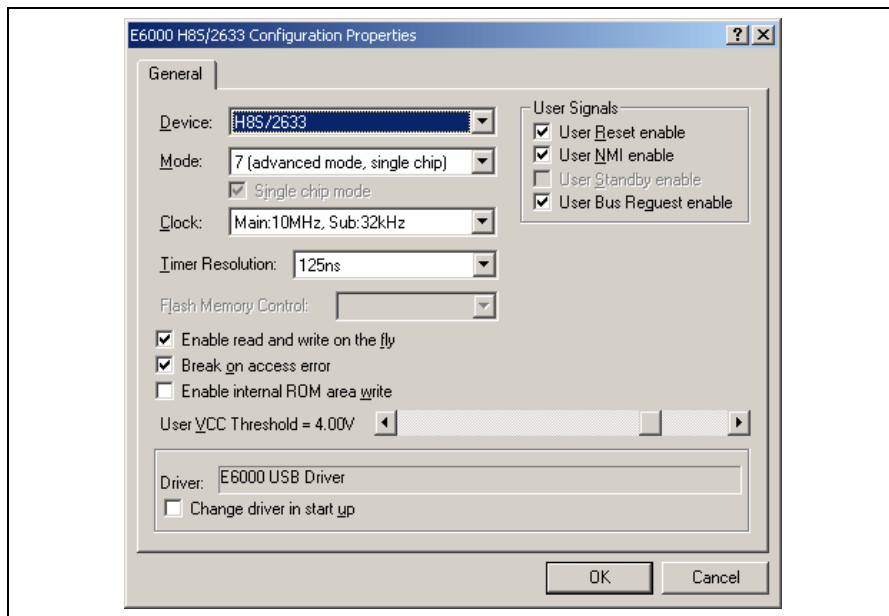 E6000 H8S/2633 Configuration Properties
General
Device: H8S/2633
Mode: 7 (advanced mode, single chip)
Single chip mode
Clock: Main:10MHz, Sub:32kHz
Timer Resolution: 125ns
Flash Memory Control:
Enable read and write on the fly
Break on access error
Enable internal ROM area write
User VCC Threshold = 4.00V
User Signals
User Reset enable
User NMI enable
User Standby enable
User Bus Reguest enable
Driver: E6000 USB Driver
Change driver in start up
OK Cancel